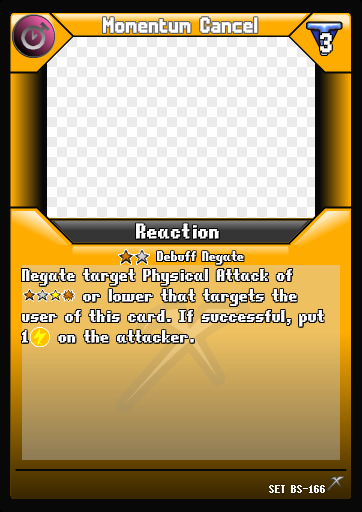 Momentum Cancel
3
Reaction
Debuff Negate
Negate target Physical Attack of
or lower that targets the
user of this card. If successful, put
1 on the attacker.
SET BS-166